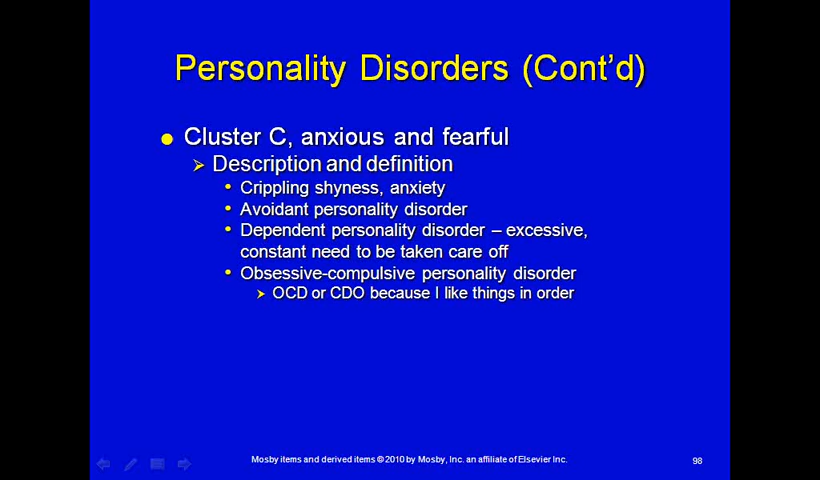 Personality Disorders (Cont’d)
Cluster C, anxious and fearful
Description and definition
Crippling shyness, anxiety
Avoidant personality disorder
Dependent personality disorder – excessive,
constant need to be taken care off
Obsessive-compulsive personality disorder
OCD or CDO because I like things in order
Mosby items and derived items © 2010 by Mosby, Inc. an affiliate of Elsevier Inc.
98